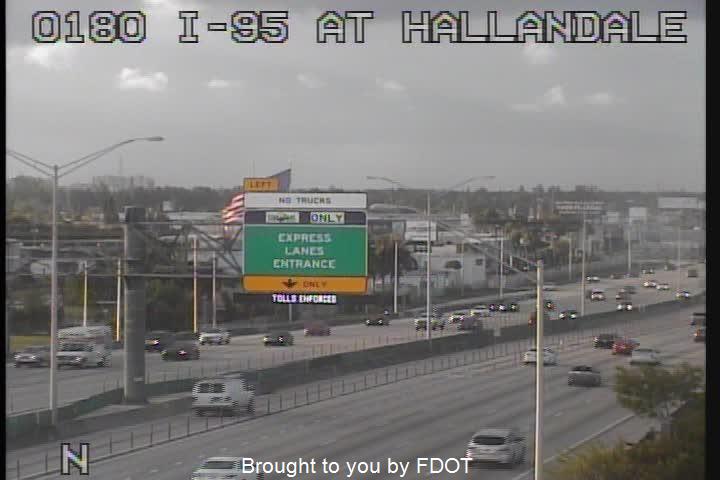 0180 I-95 AT HALLANDALE
LEFT
NO TRUCKS
SUNPASS ONLY
EXPRESS
LANES
ENTRANCE
ONLY
TOLLS ENFORCED
N
Brought to you by FDOT